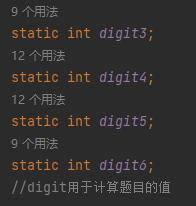 9 个用法
static int digit3;
12 个用法
static int digit4;
12 个用法
static int digit5;
9 个用法
static int digit6;
//digit用于计算题目的值